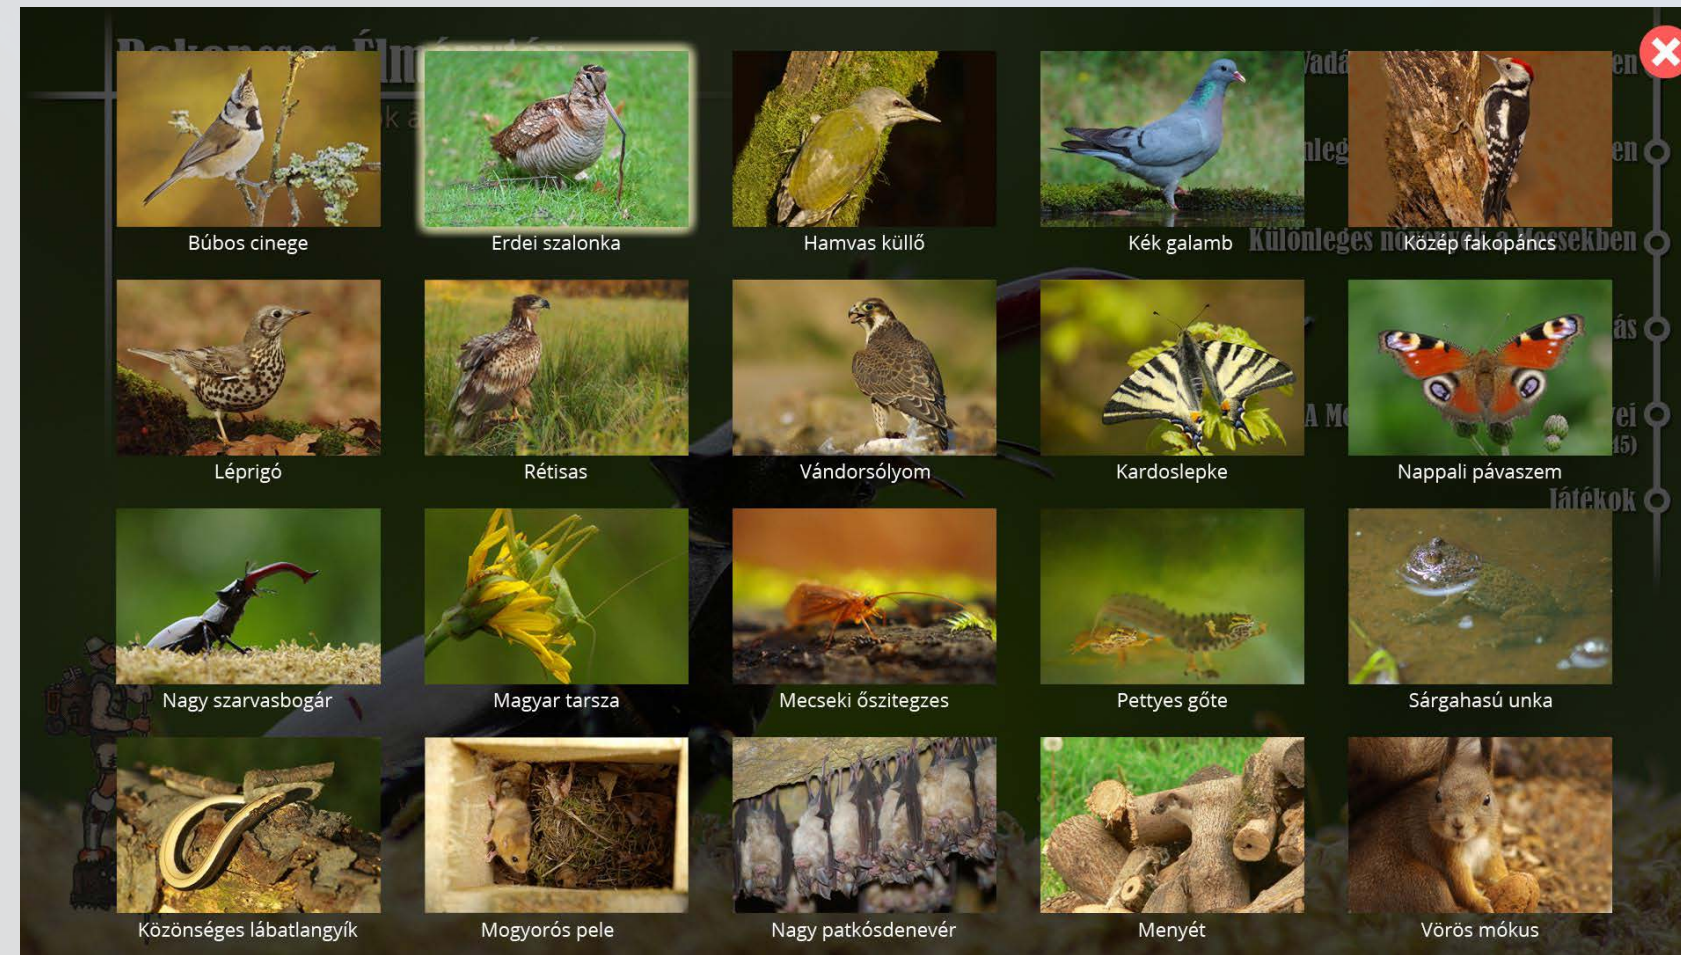 Bakancsos Élménytár
Búbos cinege
Erdei szalonka
Hamvas küllő
Kék galamb
Közép fakopáncs
Különleges növények a Mecsekben
Léprigó
Rétisas
Vándorsólyom
Kardoslepke
Nappali pávaszem
Játékok
Nagy szarvasbogár
Magyar tarsza
Mecseki őszitegzes
Pettyes gőte
Sárgahasú unka
Közönséges lábatlangyík
Mogyorós pele
Nagy patkósdenevér
Menyét
Vörös mókus